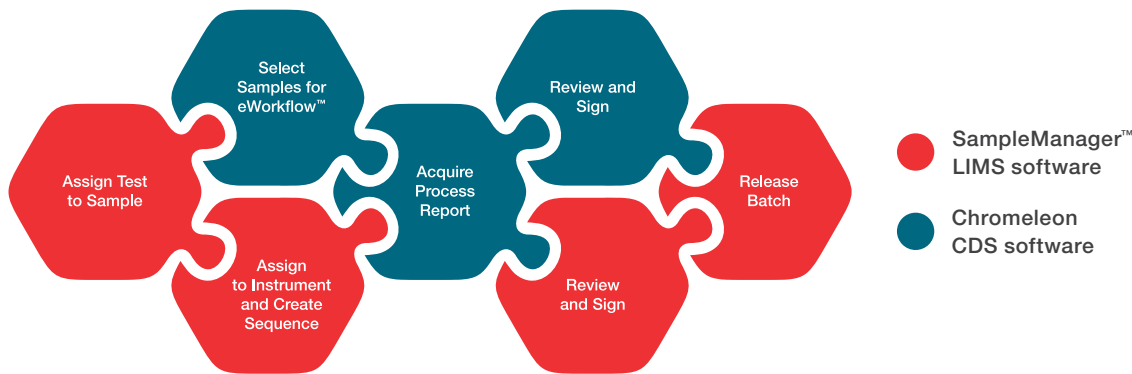 Assign Test
to Sample
Select
Samples for
eWorkflow™
Assign
to Instrument
and Create
Sequence
Acquire
Process
Report
Review and
Sign
Review
and Sign
Release
Batch
SampleManager™
LIMS software
Chromeleon
CDS software